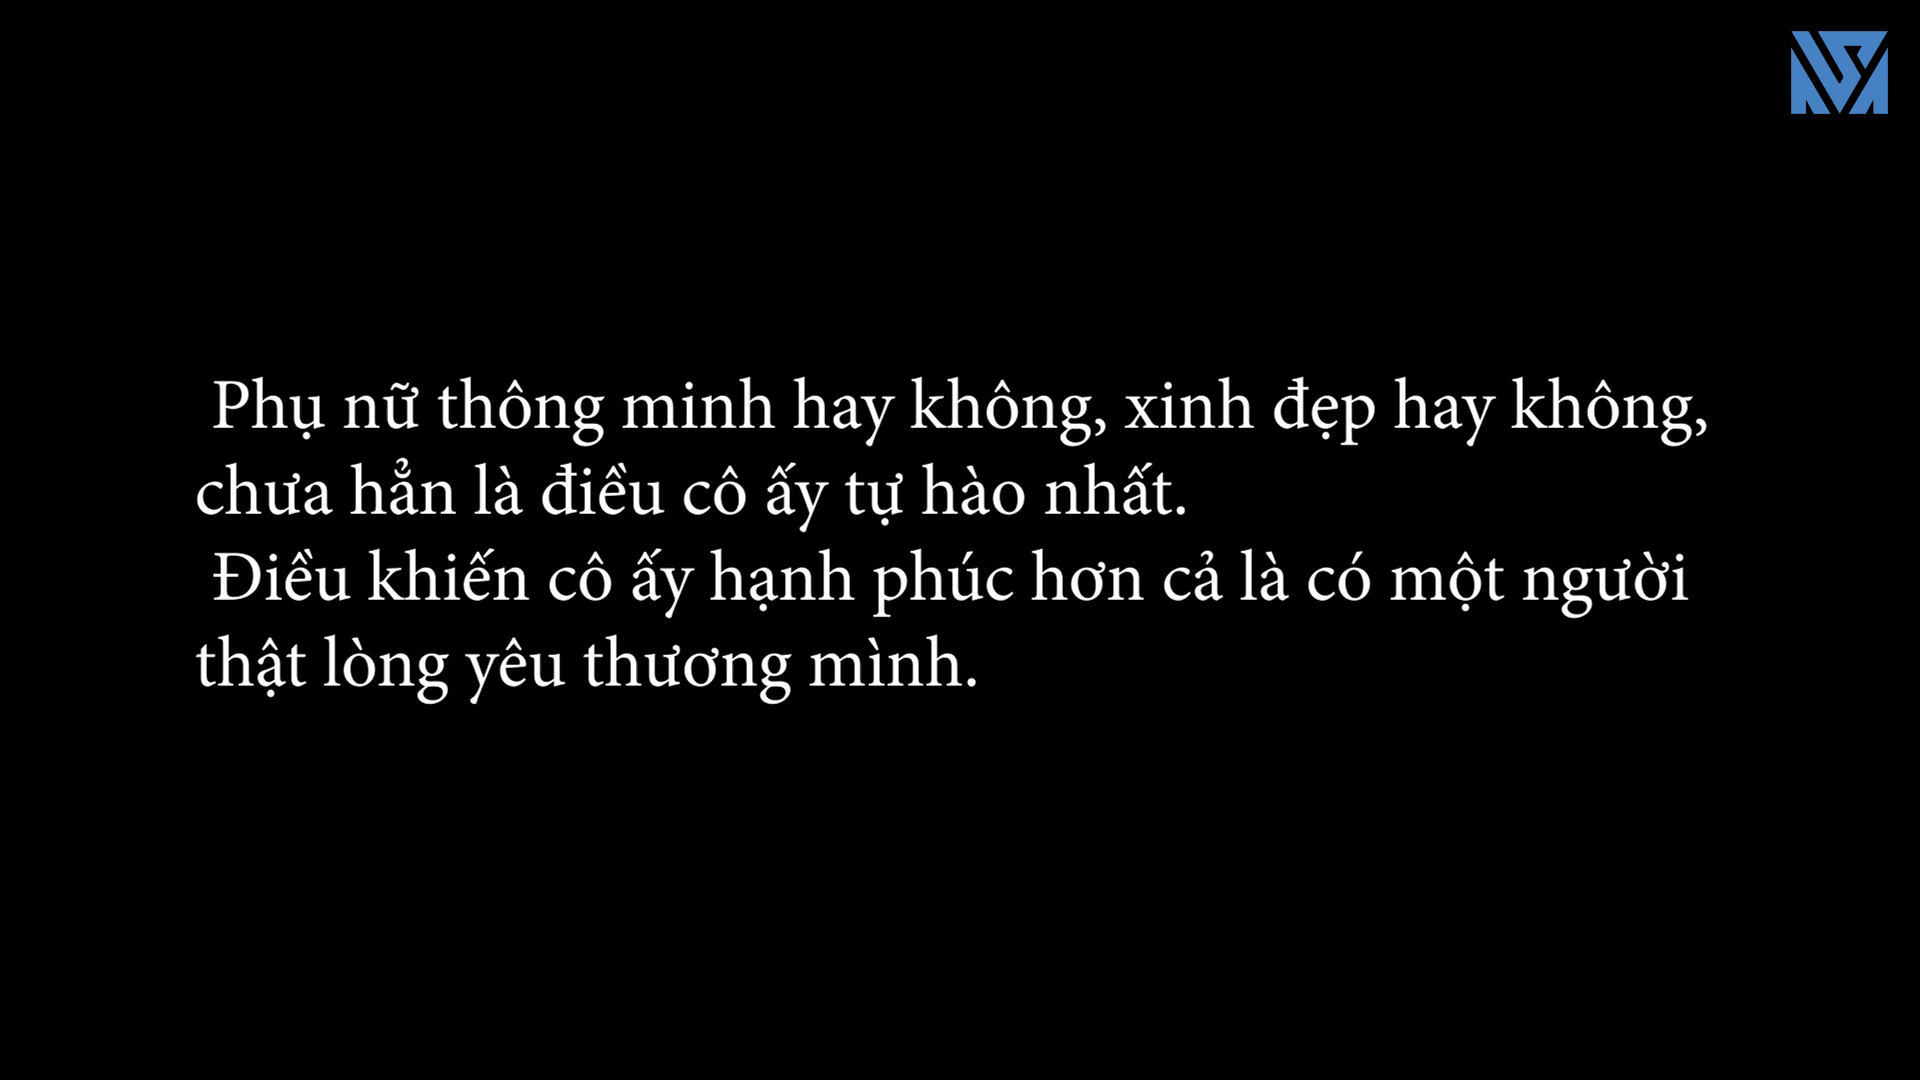 Phụ nữ thông minh hay không, xinh đẹp hay không,
chưa hẳn là điều cô ấy tự hào nhất.
Điều khiến cô ấy hạnh phúc hơn cả là có một người
thật lòng yêu thương mình.